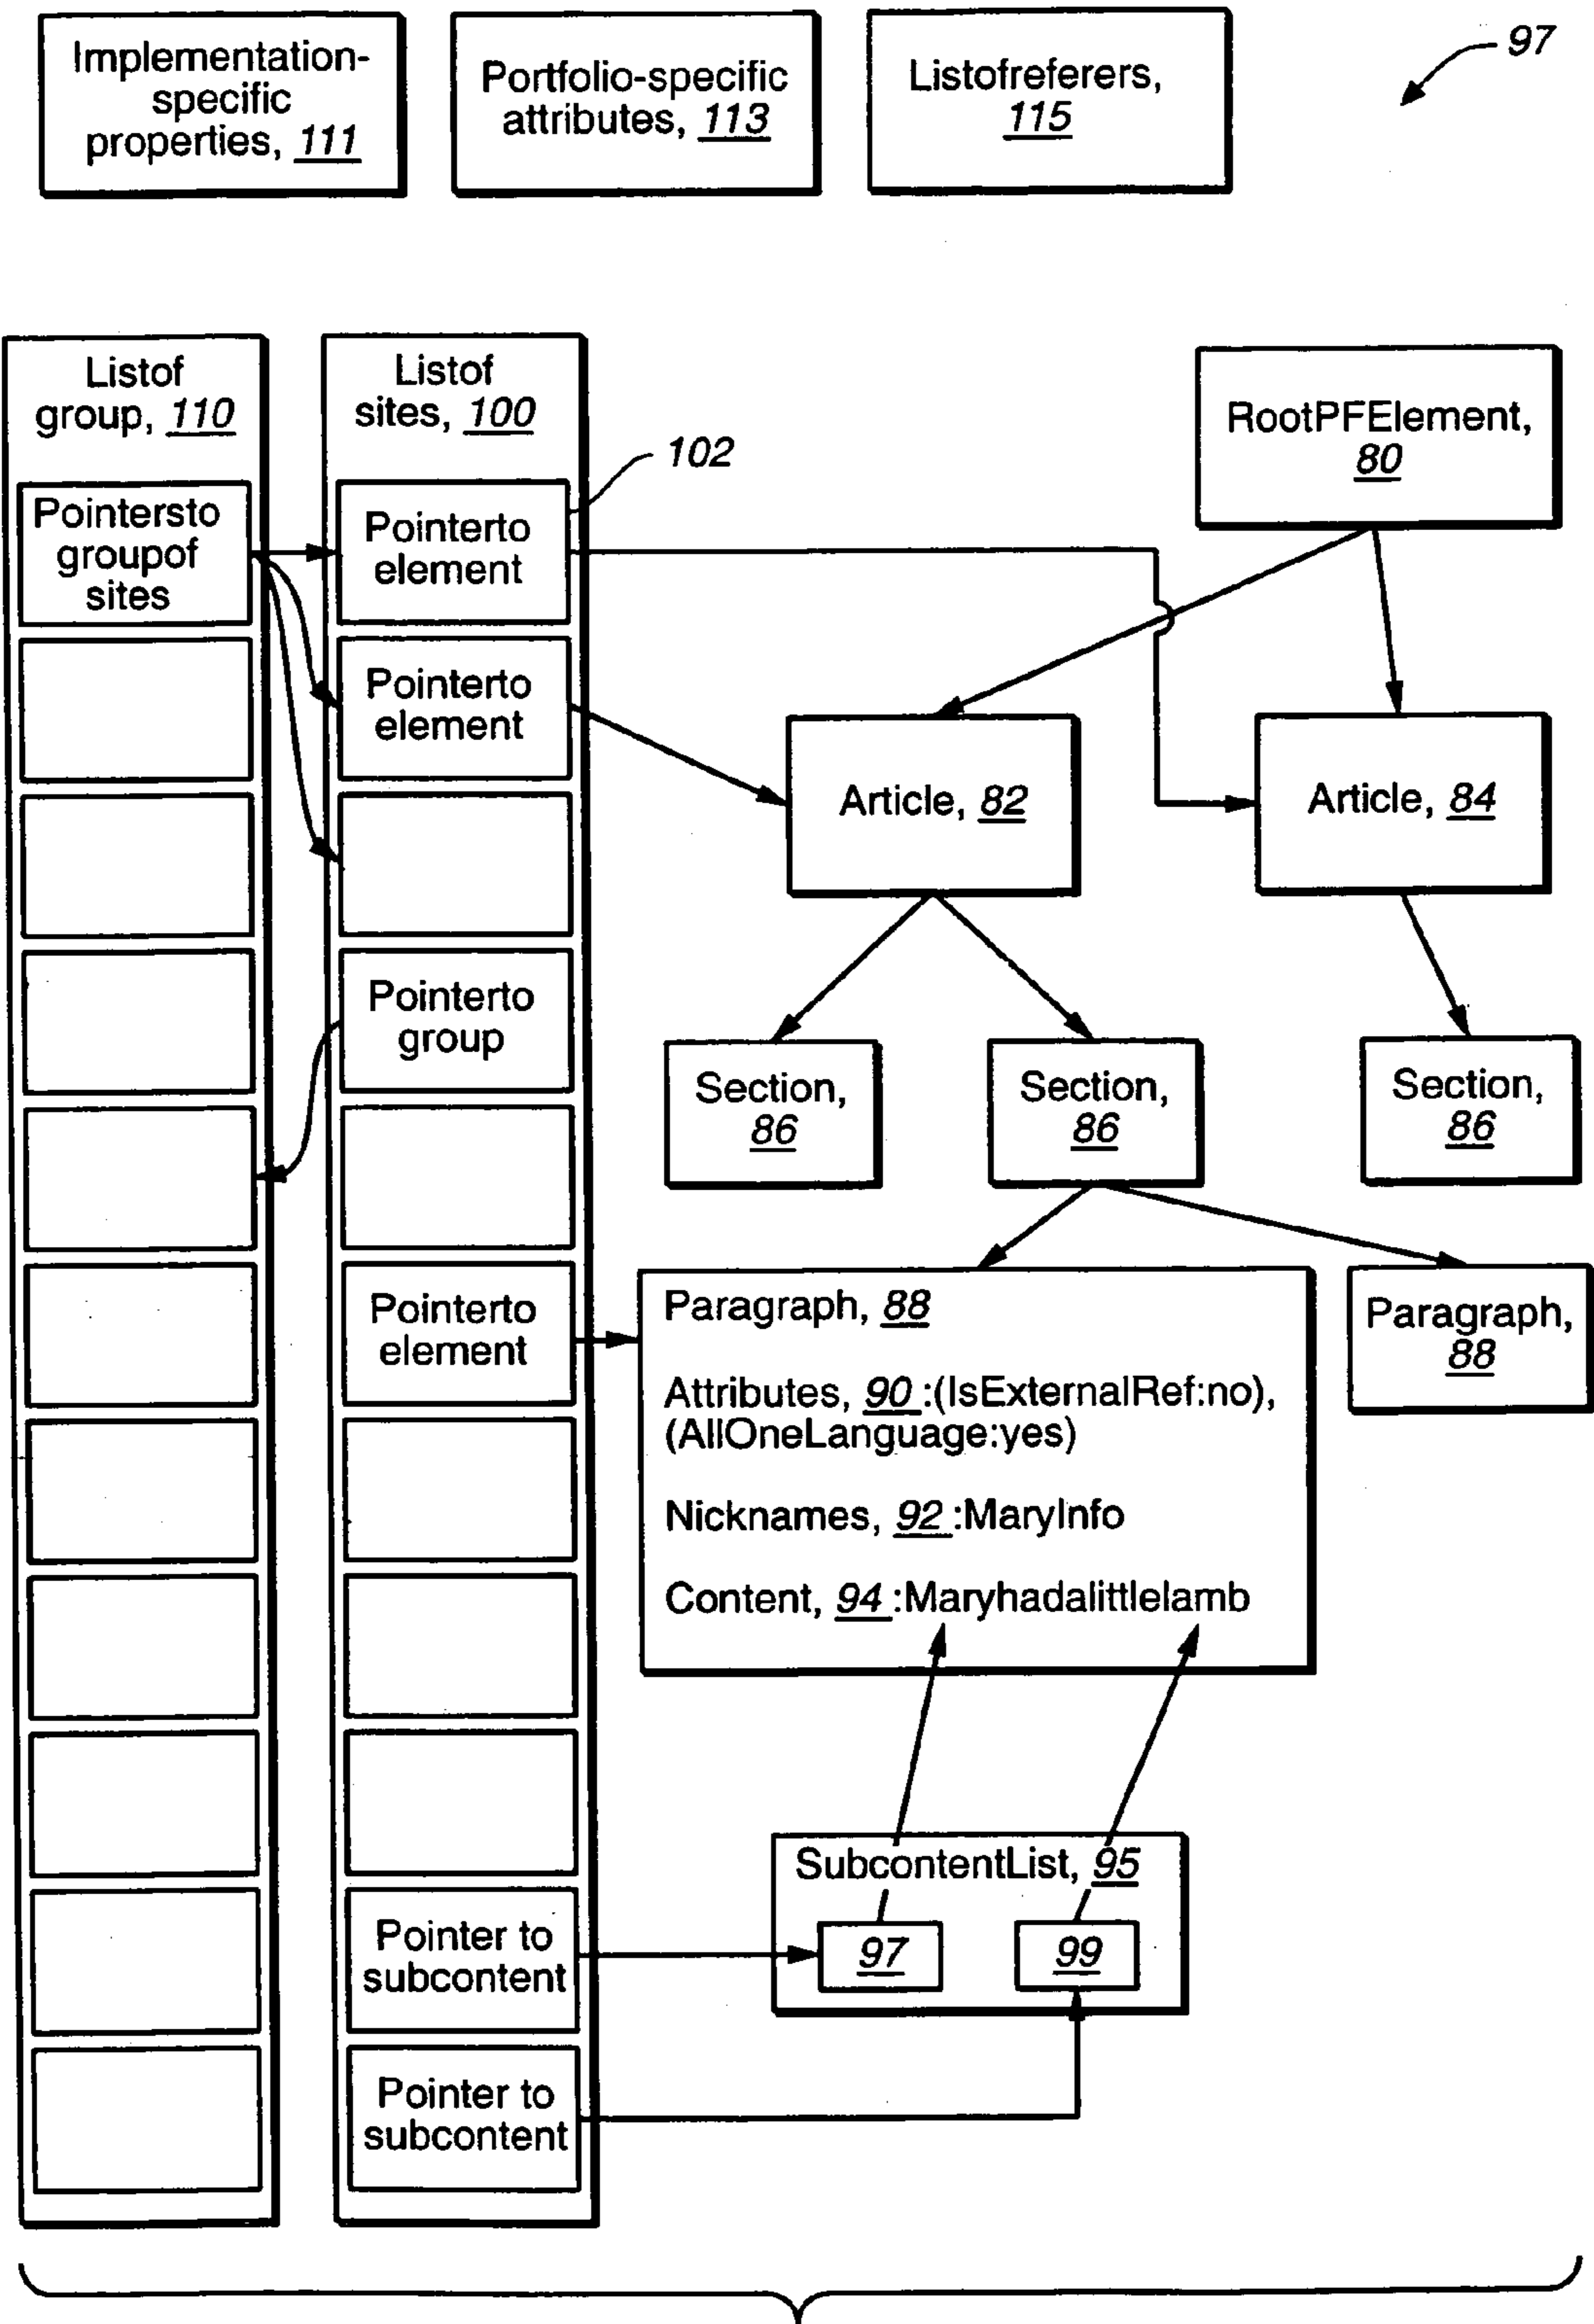 Implementation-
specific
properties, 111
Portfolio-specific
attributes, 113
Listofreferers,
115
97
Listof
group, 110
Pointersto
groupof
sites
Listof
sites, 100
102
Pointerto
element
Pointerto
element
Pointerto
group
Pointerto
element
Pointer to
subcontent
Pointer to
subcontent
RootPFElement,
80
Article, 82
Article, 84
Section,
86
Section,
86
Section,
86
Paragraph, 88
Attributes, 90 :(IsExternalRef:no),
(AllOneLanguage:yes)
Nicknames, 92 :MaryInfo
Content, 94 :Maryhadalittlelamb
Paragraph,
88
SubcontentList, 95
97
99